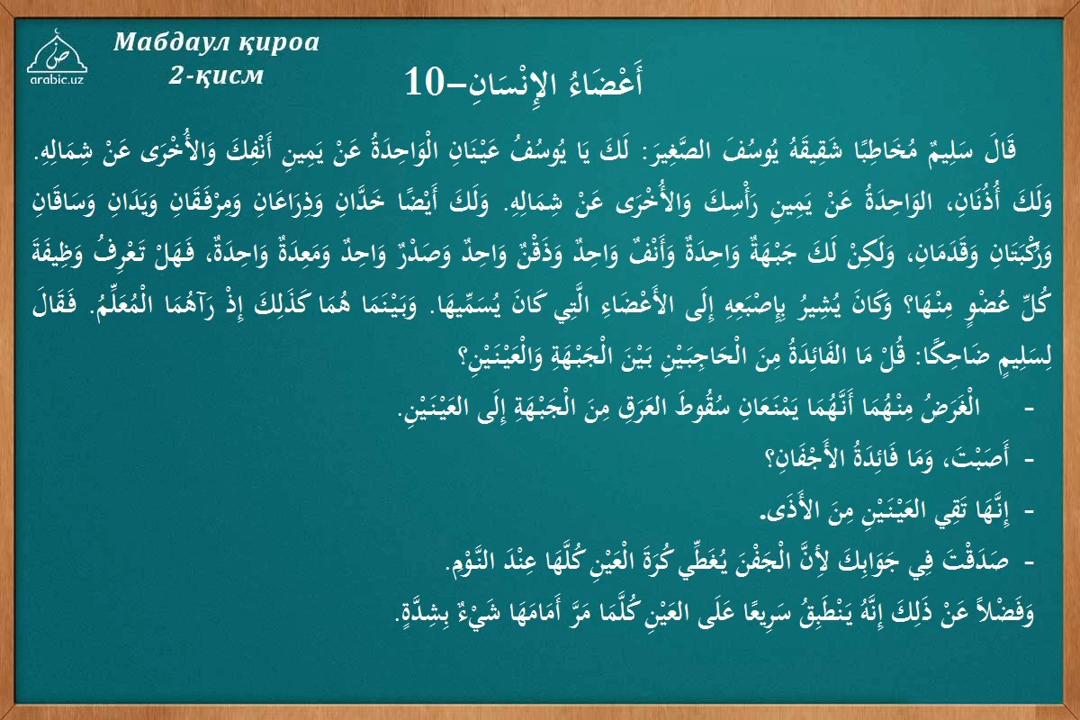 Мабдаул қироа
2-қисм
arabic.uz
10–أَعْضَاءُ الإِنْسَانِ
قَالَ سَلِيمٌ مُخَاطِبًا شَقِيقَهُ يُوسُفَ الصَّغِيرَ: لَكَ يَا يُوسُفُ عَيْنَانِ الْوَاحِدَةُ عَنْ يَمِينِ أَنْفِكَ وَالأُخْرَى عَنْ شِمَالِهِ.
وَلَكَ أُذُنَانِ، الوَاحِدَةُ عَنْ يَمِينِ رَأْسِكَ وَالأُخْرَى عَنْ شِمَالِهِ. وَلَكَ أَيْضًا خَدَّانِ وَذِرَاعَانِ وَمِرْفَقَانِ وَيَدَانِ وَسَاقَانِ
وَرُكْبَتَانِ وَقَدَمَانِ، وَلَكِنْ لَكَ جَبْهَةٌ وَاحِدَةٌ وَأَنْفٌ وَاحِدٌ وَذَقْنٌ وَاحِدٌ وَصَدْرٌ وَاحِدٌ وَمَعِدَةٌ وَاحِدَةٌ، فَهَلْ تَعْرِفُ وَظِيفَةَ
كُلِّ عُضْوٍ مِنْهَا؟ وَكَانَ يُشِيرُ بِإِصْبَعِهِ إِلَى الأَعْضَاءِ الَّتِي كَانَ يُسَمِّيهَا. وَبَيْنَمَا هُمَا كَذَلِكَ إِذْ رَآهُمَا الْمُعَلِّمُ. فَقَالَ
لِسَلِيمٍ ضَاحِكًا: قُلْ مَا الفَائِدَةُ مِنَ الْحَاجِبَيْنِ بَيْنَ الْجَبْهَةِ وَالْعَيْنَيْنِ؟
- الْغَرَضُ مِنْهُمَا أَنَّهُمَا يَمْنَعَانِ سُقُوطَ العَرَقِ مِنَ الْجَبْهَةِ إِلَى العَيْنَيْنِ.
- أَصَبْتَ، وَمَا فَائِدَةُ الأَجْفَانِ؟
- إِنَّهَا تَقِي العَيْنَيْنِ مِنَ الأَذَى.
- صَدَقْتَ فِي جَوَابِكَ لأِنَّ الْجَفْنَ يُغَطِّي كُرَةَ الْعَيْنِ كُلَّهَا عِنْدَ النَّوْمِ.
وَفَضْلاً عَنْ ذَلِكَ إِنَّهُ يَنْطَبِقُ سَرِيعًا عَلَى العَيْنِ كُلَّمَا مَرَّ أَمَامَهَا شَيْءٌ بِشِدَّةٍ.